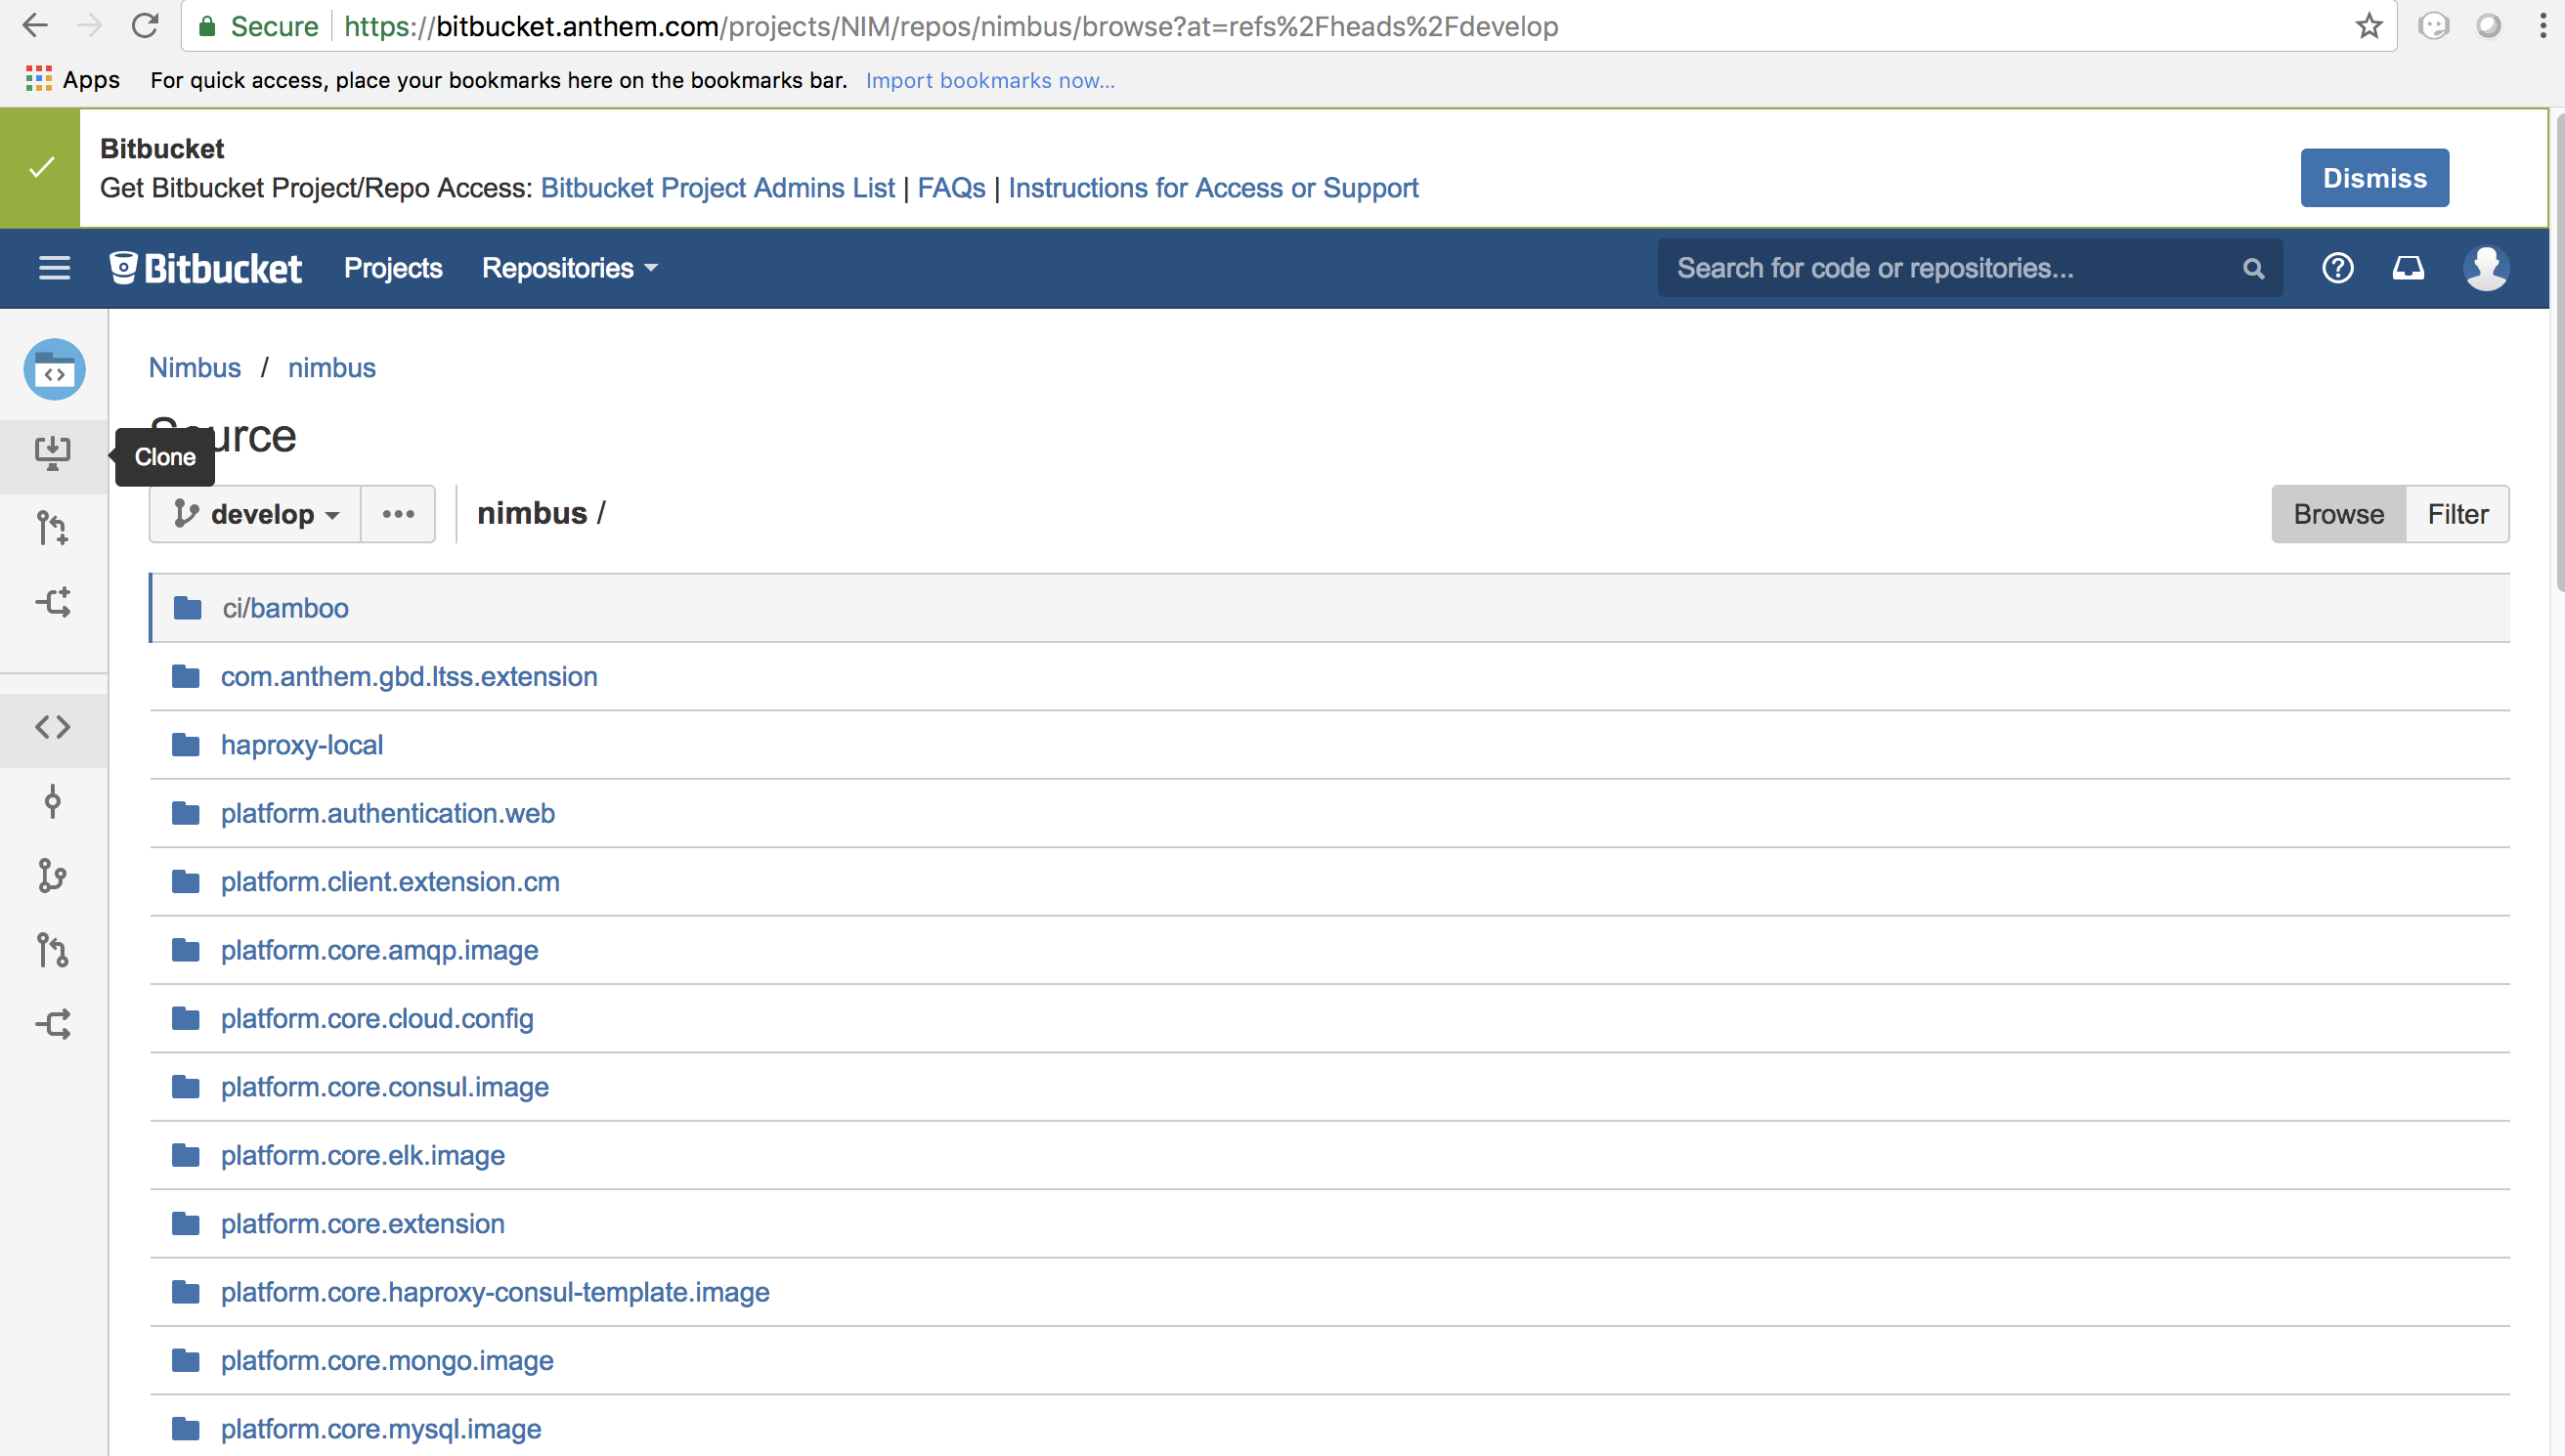 Secure https://bitbucket.anthem.com/projects/NIM/repos/nimbus/browse?at=refs%2Fheads%2Fdevelop
Apps For quick access, place your bookmarks here on the bookmarks bar. Import bookmarks now...
Bitbucket
Get Bitbucket Project/Repo Access: Bitbucket Project Admins List | FAQs | Instructions for Access or Support
Dismiss
Bitbucket Projects Repositories Search for code or repositories...
Nimbus / nimbus
urce
Clone
develop nimbus / Browse Filter
ci/bamboo
com.anthem.gbd.ltss.extension
haproxy-local
platform.authentication.web
platform.client.extension.cm
platform.core.amqp.image
platform.core.cloud.config
platform.core.consul.image
platform.core.elk.image
platform.core.extension
platform.core.haproxy-consul-template.image
platform.core.mongo.image
platform.core.mysql.image